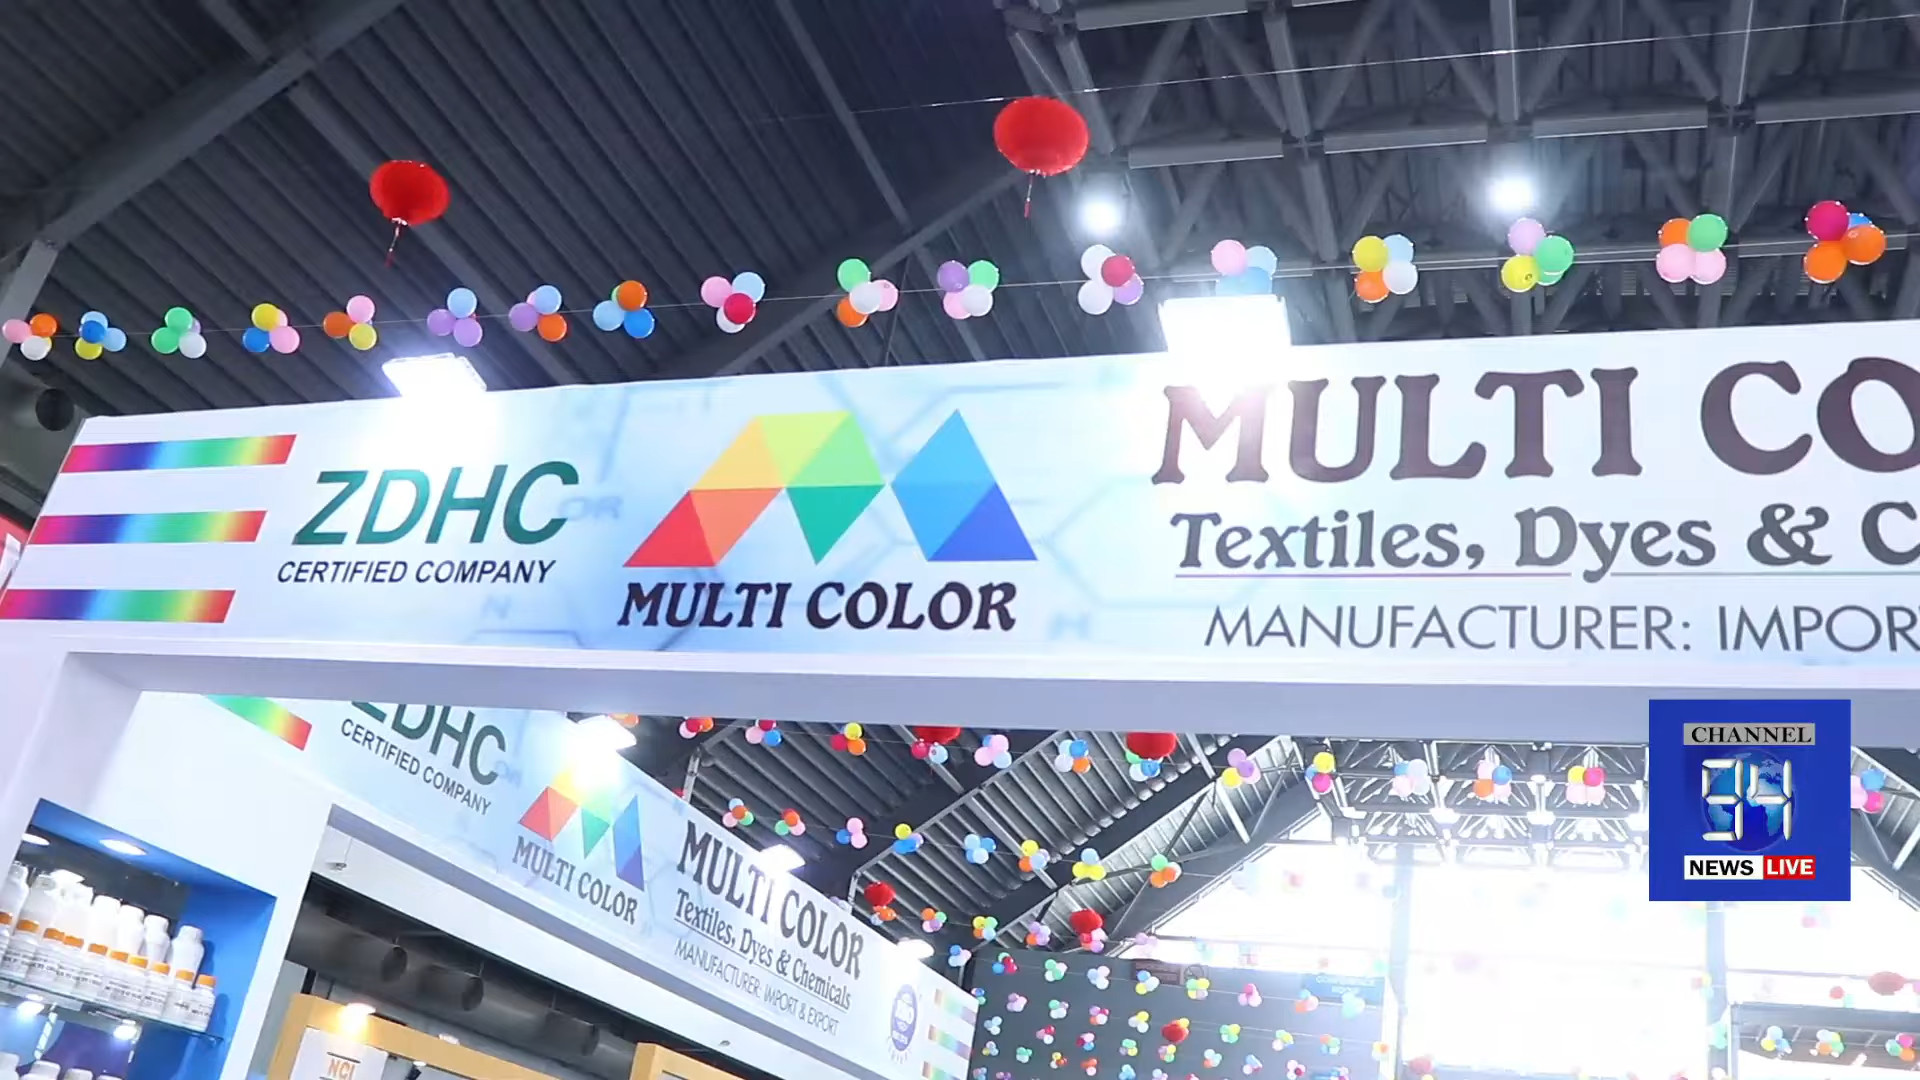 ZDHC
CERTIFIED COMPANY
MULTI COLOR
MULTI CO
Textiles, Dyes & C
MANUFACTURER: IMPOR
ZDHC
CERTIFIED COMPANY
MULTI COLOR
MULTI COLOR
Textiles, Dyes & Chemicals
MANUFACTURER: IMPORT & EXPORT
NCI
CHANNEL
94
NEWS LIVE